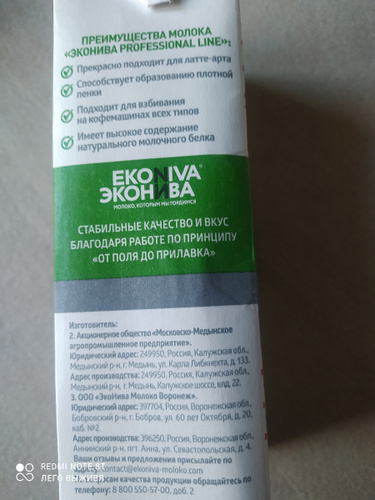 ПРЕИМУЩЕСТВА МОЛОКА
«ЭКОНИВА PROFESSIONAL LINE»:
Прекрасно подходит для латте-арта
Способствует образованию плотной
пенки
Подходит для взбивания
на кофемашинах всех типов
Имеет высокое содержание
натурального молочного белка
EKONIVA®
ЭКОНИВА
МОЛОКО, КОТОРЫМ МЫ ГОРДИМСЯ
СТАБИЛЬНЫЕ КАЧЕСТВО И ВКУС
БЛАГОДАРЯ РАБОТЕ ПО ПРИНЦИПУ
«ОТ ПОЛЯ ДО ПРИЛАВКА»
Изготовитель:
2. Акционерное общество «Московско-Медынское
агропромышленное предприятие».
Юридический адрес: 249950, Россия, Калужская обл.,
Медынский р-н, г. Медынь, ул. Карла Либкнехта, д. 133.
Адрес производства: 249950, Россия, Калужская обл.,
Медынский р-н, г. Медынь, Калужское шоссе, влд. 22.
3. ООО «ЭкоНива Молоко Воронеж».
Юридический адрес: 397704, Россия, Воронежская обл.,
Бобровский р-н, г. Бобров, ул. 60 лет Октября, д. 20,
каб. №2.
Адрес производства: 396250, Россия, Воронежская обл.,
Аннинский р-н, пгт. Анна, ул. Севастопольская, д. 4.
Ваши отзывы и предложения присылайте по
адресу: contact@ekoniva-moloko.com
качества продукции обращайтесь по
телефону: 8 800 550-57-00, доб. 2
REDMI NOTE 8T
ЛЕГО ВЫЖИВА